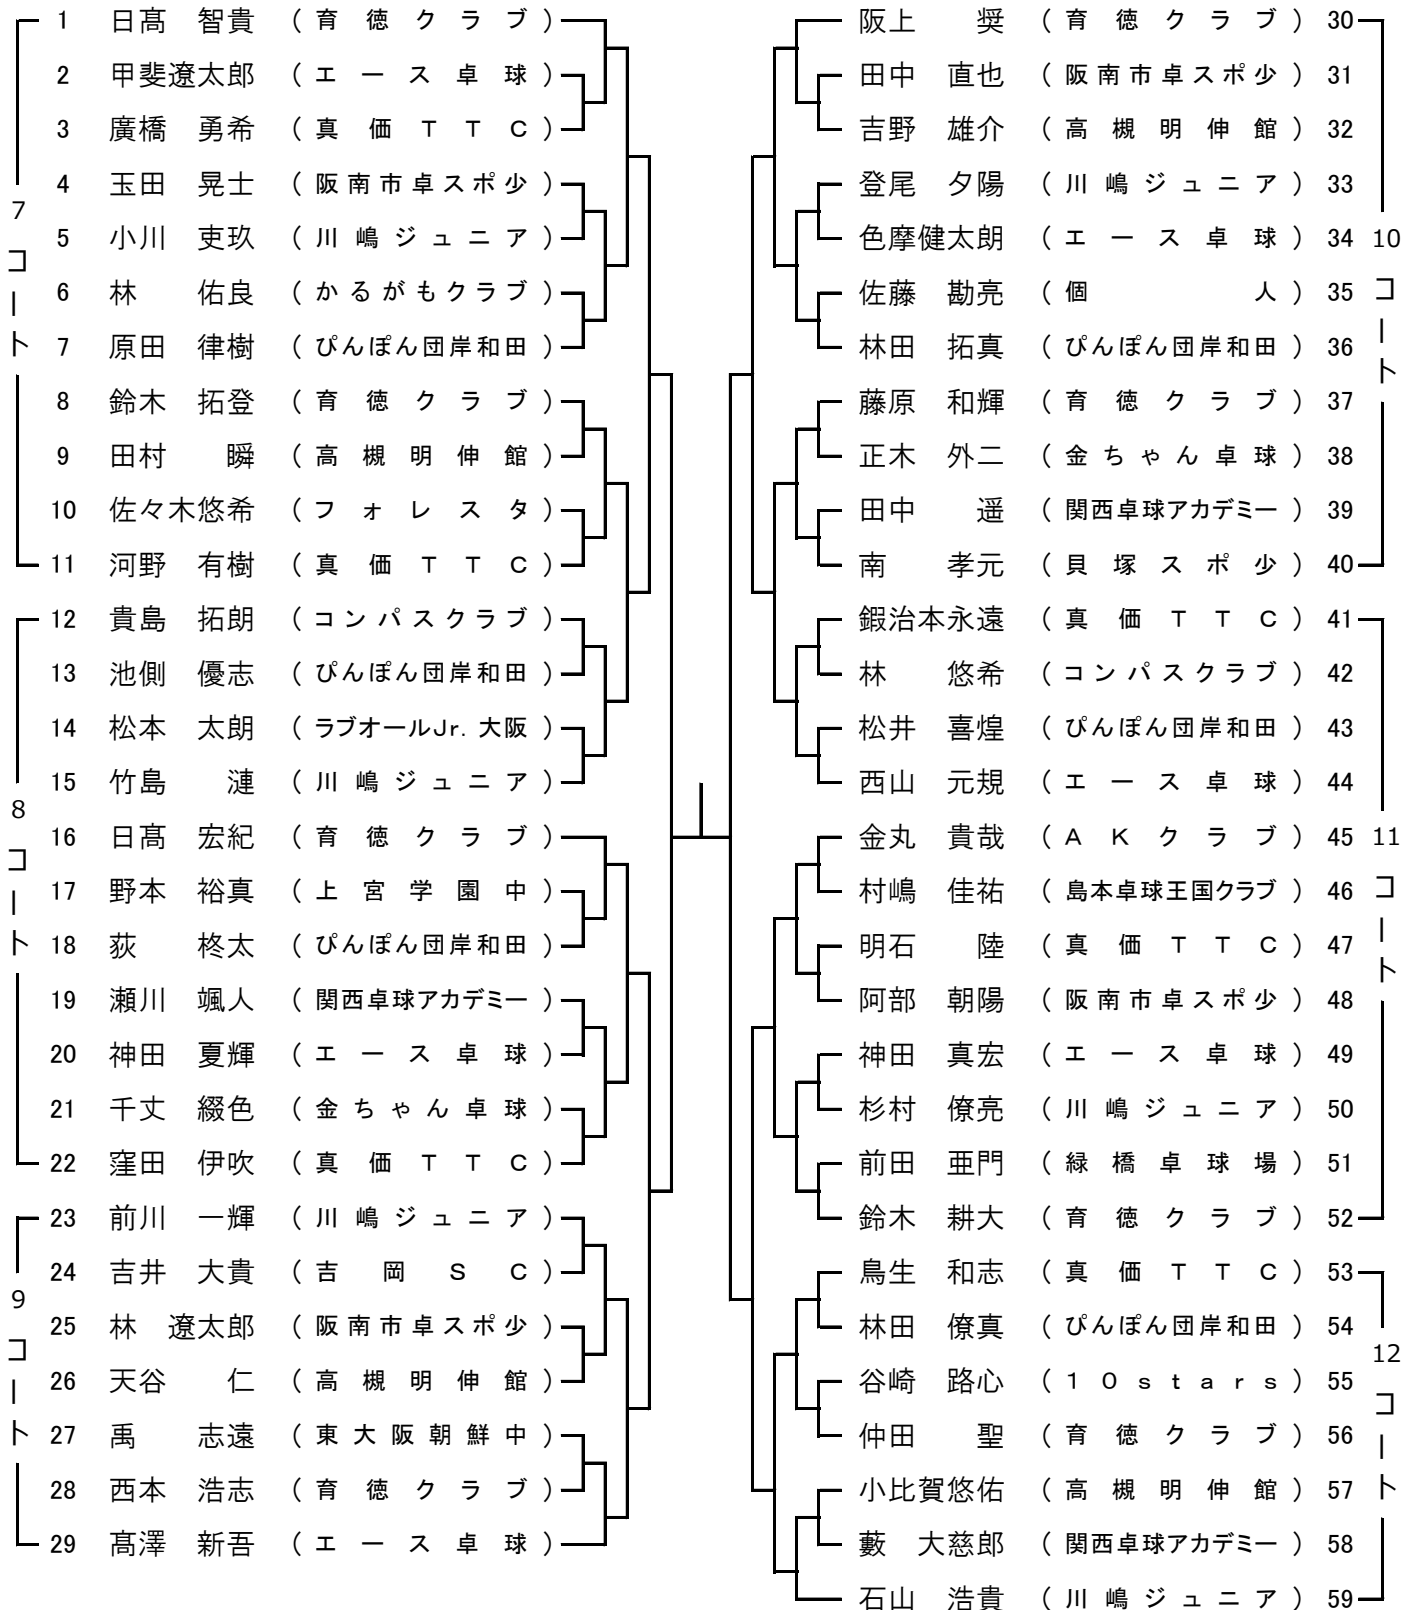 7コート
1 日髙 智貴 (育徳クラブ)
2 甲斐遼太郎 (エース卓球)
3 廣橋 勇希 (真価TTC)
4 玉田 晃士 (阪南市卓スポ少)
5 小川 吏玖 (川嶋ジュニア)
6 林 佑良 (かるがもクラブ)
7 原田 律樹 (ぴんぽん団岸和田)
8 鈴木 拓登 (育徳クラブ)
9 田村 瞬 (高槻明伸館)
10 佐々木悠希 (フォレスタ)
11 河野 有樹 (真価TTC)
8コート
12 貴島 拓朗 (コンパスクラブ)
13 池側 優志 (ぴんぽん団岸和田)
14 松本 太朗 (ラブオールJr.大阪)
15 竹島 漣 (川嶋ジュニア)
16 日髙 宏紀 (育徳クラブ)
17 野本 裕真 (上宮学園中)
18 荻 柊太 (ぴんぽん団岸和田)
19 瀬川 颯人 (関西卓球アカデミー)
20 神田 夏輝 (エース卓球)
21 千丈 綴色 (金ちゃん卓球)
22 窪田 伊吹 (真価TTC)
9コート
23 前川 一輝 (川嶋ジュニア)
24 吉井 大貴 (吉岡SC)
25 林 遼太郎 (阪南市卓スポ少)
26 天谷 仁 (高槻明伸館)
27 禹 志遠 (東大阪朝鮮中)
28 西本 浩志 (育徳クラブ)
29 髙澤 新吾 (エース卓球)
10コート
阪上 奨 (育徳クラブ) 30
田中 直也 (阪南市卓スポ少) 31
吉野 雄介 (高槻明伸館) 32
登尾 夕陽 (川嶋ジュニア) 33
色摩健太朗 (エース卓球) 34
佐藤 勘亮 (個人) 35
林田 拓真 (ぴんぽん団岸和田) 36
藤原 和輝 (育徳クラブ) 37
正木 外二 (金ちゃん卓球) 38
田中 遥 (関西卓球アカデミー) 39
南 孝元 (貝塚スポ少) 40
11コート
鍜治本永遠 (真価TTC) 41
林 悠希 (コンパスクラブ) 42
松井 喜煌 (ぴんぽん団岸和田) 43
西山 元規 (エース卓球) 44
金丸 貴哉 (AKクラブ) 45
村嶋 佳祐 (島本卓球王国クラブ) 46
明石 陸 (真価TTC) 47
阿部 朝陽 (阪南市卓スポ少) 48
神田 真宏 (エース卓球) 49
杉村 僚亮 (川嶋ジュニア) 50
前田 亜門 (緑橋卓球場) 51
鈴木 耕大 (育徳クラブ) 52
12コート
鳥生 和志 (真価TTC) 53
林田 僚真 (ぴんぽん団岸和田) 54
谷崎 路心 (10stars) 55
仲田 聖 (育徳クラブ) 56
小比賀悠佑 (高槻明伸館) 57
藪 大慈郎 (関西卓球アカデミー) 58
石山 浩貴 (川嶋ジュニア) 59